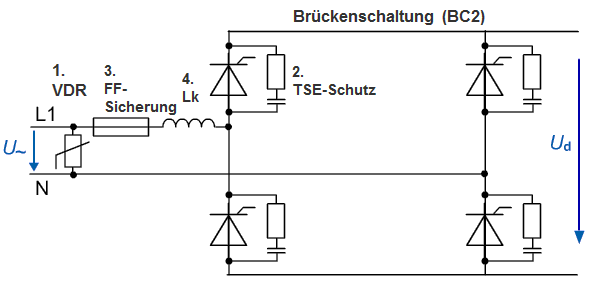 Brückenschaltung (BC2)
1.
VDR
3.
FF-
Sicherung
4.
Lk
2.
TSE-Schutz
L1
U~
N
Ud